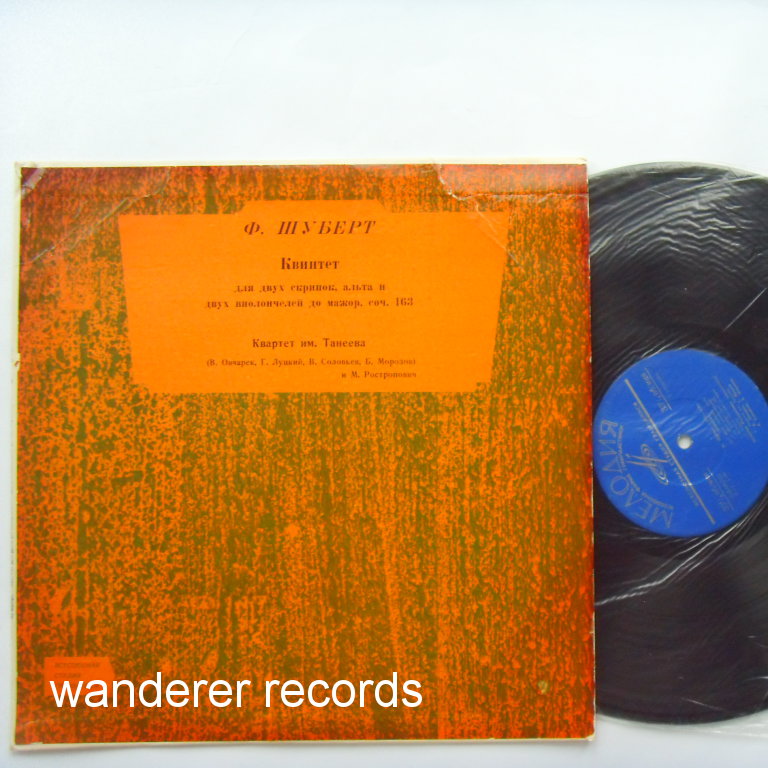 Ф. ШУБЕРТ
Квинтет
для двух скрипок, альта и
двух виолончелей до мажор, соч. 163
Квартет им. Танеева
(В. Овчарек, Г. Луцкий, В. Соловьев, Б. Морозов)
и М. Ростропович
wanderer records
МЕЛОДИЯ